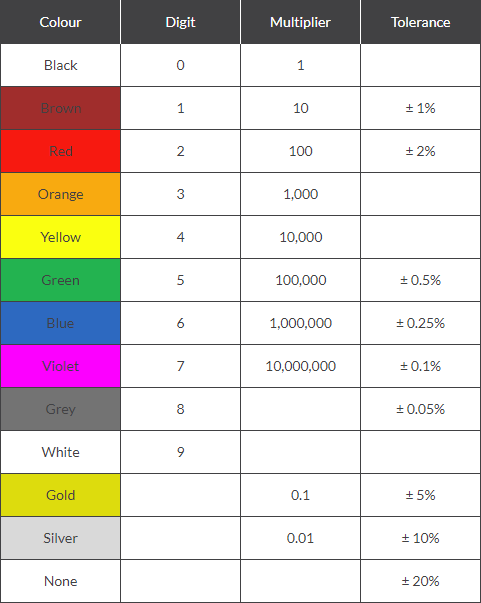 Colour Digit Multiplier Tolerance
Black 0 1
Brown 1 10 ± 1%
Red 2 100 ± 2%
Orange 3 1,000
Yellow 4 10,000
Green 5 100,000 ± 0.5%
Blue 6 1,000,000 ± 0.25%
Violet 7 10,000,000 ± 0.1%
Grey 8 ± 0.05%
White 9
Gold 0.1 ± 5%
Silver 0.01 ± 10%
None ± 20%